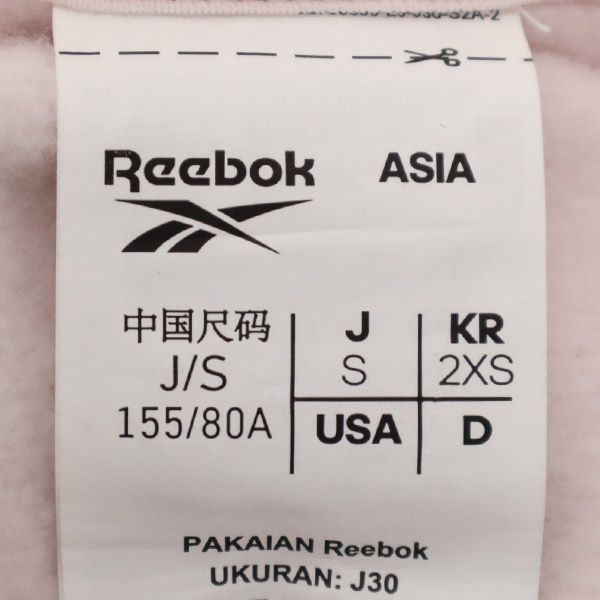 Reebok ASIA
中国尺码 J KR
J/S S 2XS
155/80A USA D
PAKAIAN Reebok
UKURAN: J30